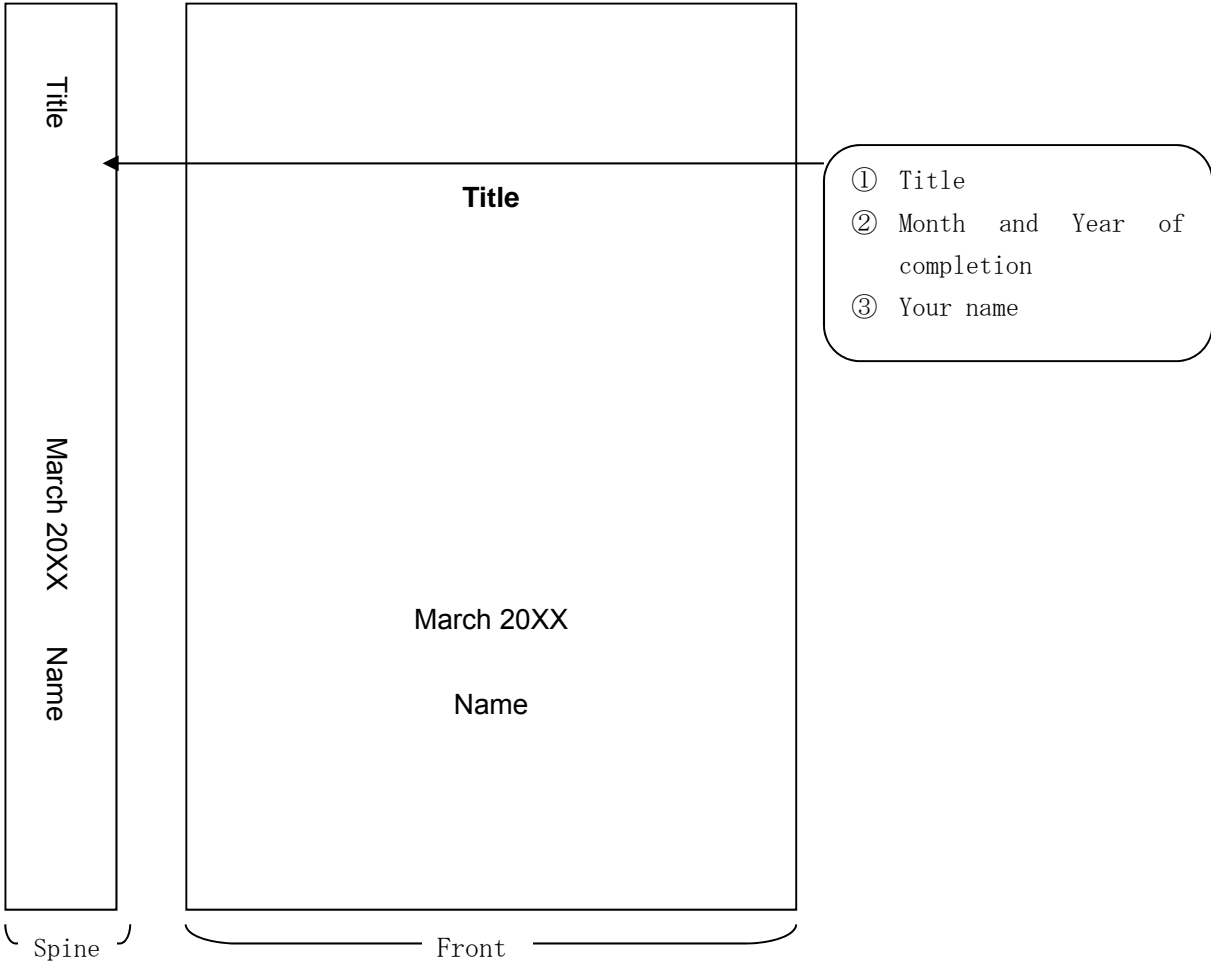 Title
March 20XX
Name
Title
March 20XX
Name
① Title
② Month and Year of
completion
③ Your name
Spine
Front